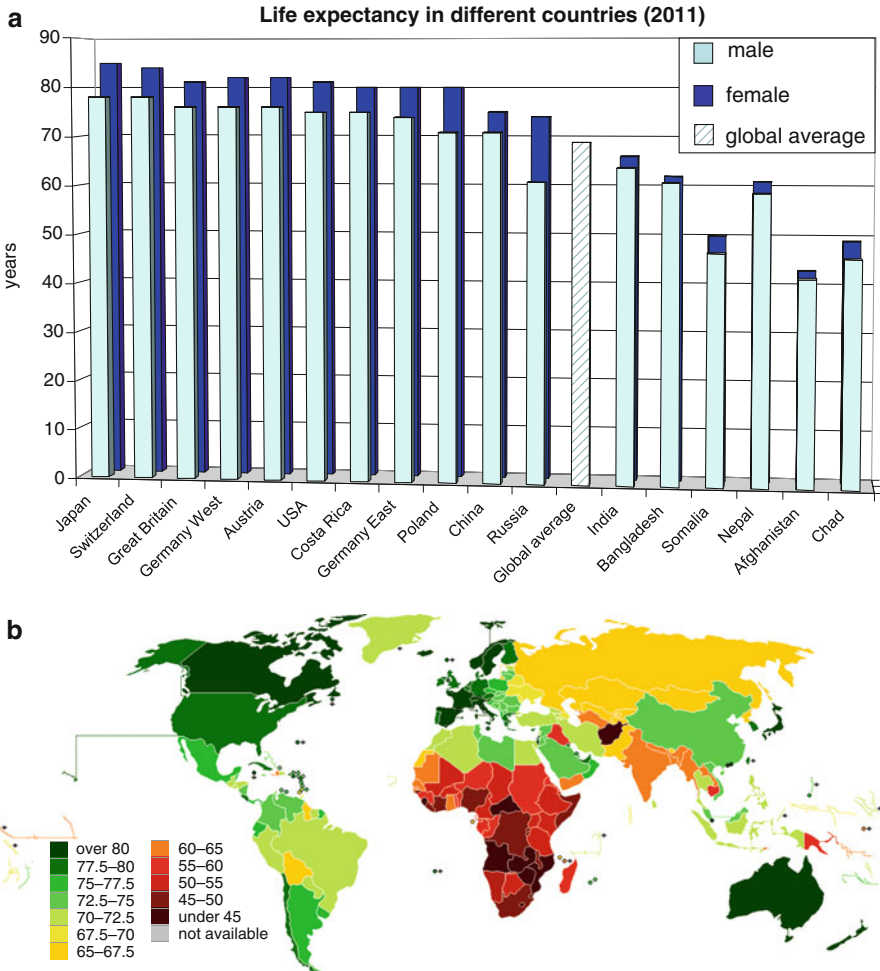 a
Life expectancy in different countries (2011)
90
80
70
60
50
40
30
20
10
0
years
male
female
global average
Japan
Switzerland
Great Britain
Germany West
Austria
USA
Costa Rica
Germany East
Poland
China
Russia
Global average
India
Bangladesh
Somalia
Nepal
Afghanistan
Chad
b
over 80
77.5–80
75–77.5
72.5–75
70–72.5
67.5–70
65–67.5
60–65
55–60
50–55
45–50
under 45
not available